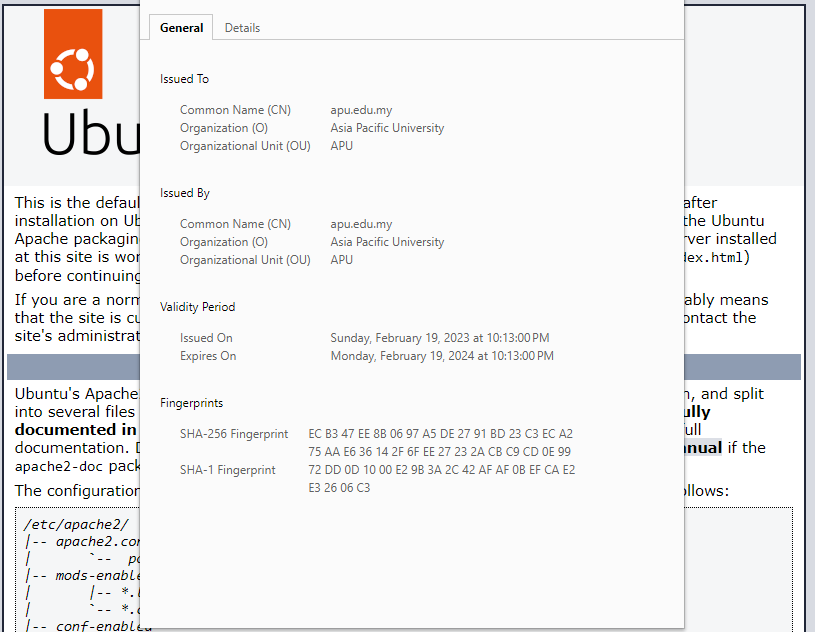 General Details
Ubu
Issued To
Common Name (CN) apu.edu.my
Organization (O) Asia Pacific University
Organizational Unit (OU) APU
Issued By
Common Name (CN) apu.edu.my
Organization (O) Asia Pacific University
Organizational Unit (OU) APU
Validity Period
Issued On Sunday, February 19, 2023 at 10:13:00 PM
Expires On Monday, February 19, 2024 at 10:13:00 PM
Fingerprints
SHA-256 Fingerprint EC B3 47 EE 8B 06 97 A5 DE 27 91 BD 23 C3 EC A2
75 AA E6 36 14 2F 6F EE 27 23 2A CB C9 CD 0E 99
SHA-1 Fingerprint 72 DD 0D 10 00 E2 9B 3A 2C 42 AF AF 0B EF CA E2
E3 26 06 C3
This is the defaul after
installation on Ub the Ubuntu
Apache packagin rver installed
at this site is wor dex.html)
before continuing
If you are a norm ably means
that the site is cu ontact the
site's administrat
Ubuntu's Apache n, and split
into several files ully
documented in full
documentation. D nual if the
apache2-doc pack
The configuration ollows:
/etc/apache2/
|-- apache2.con
| `-- po
|-- mods-enable
| |-- *.l
| `-- *.c
|-- conf-enabled